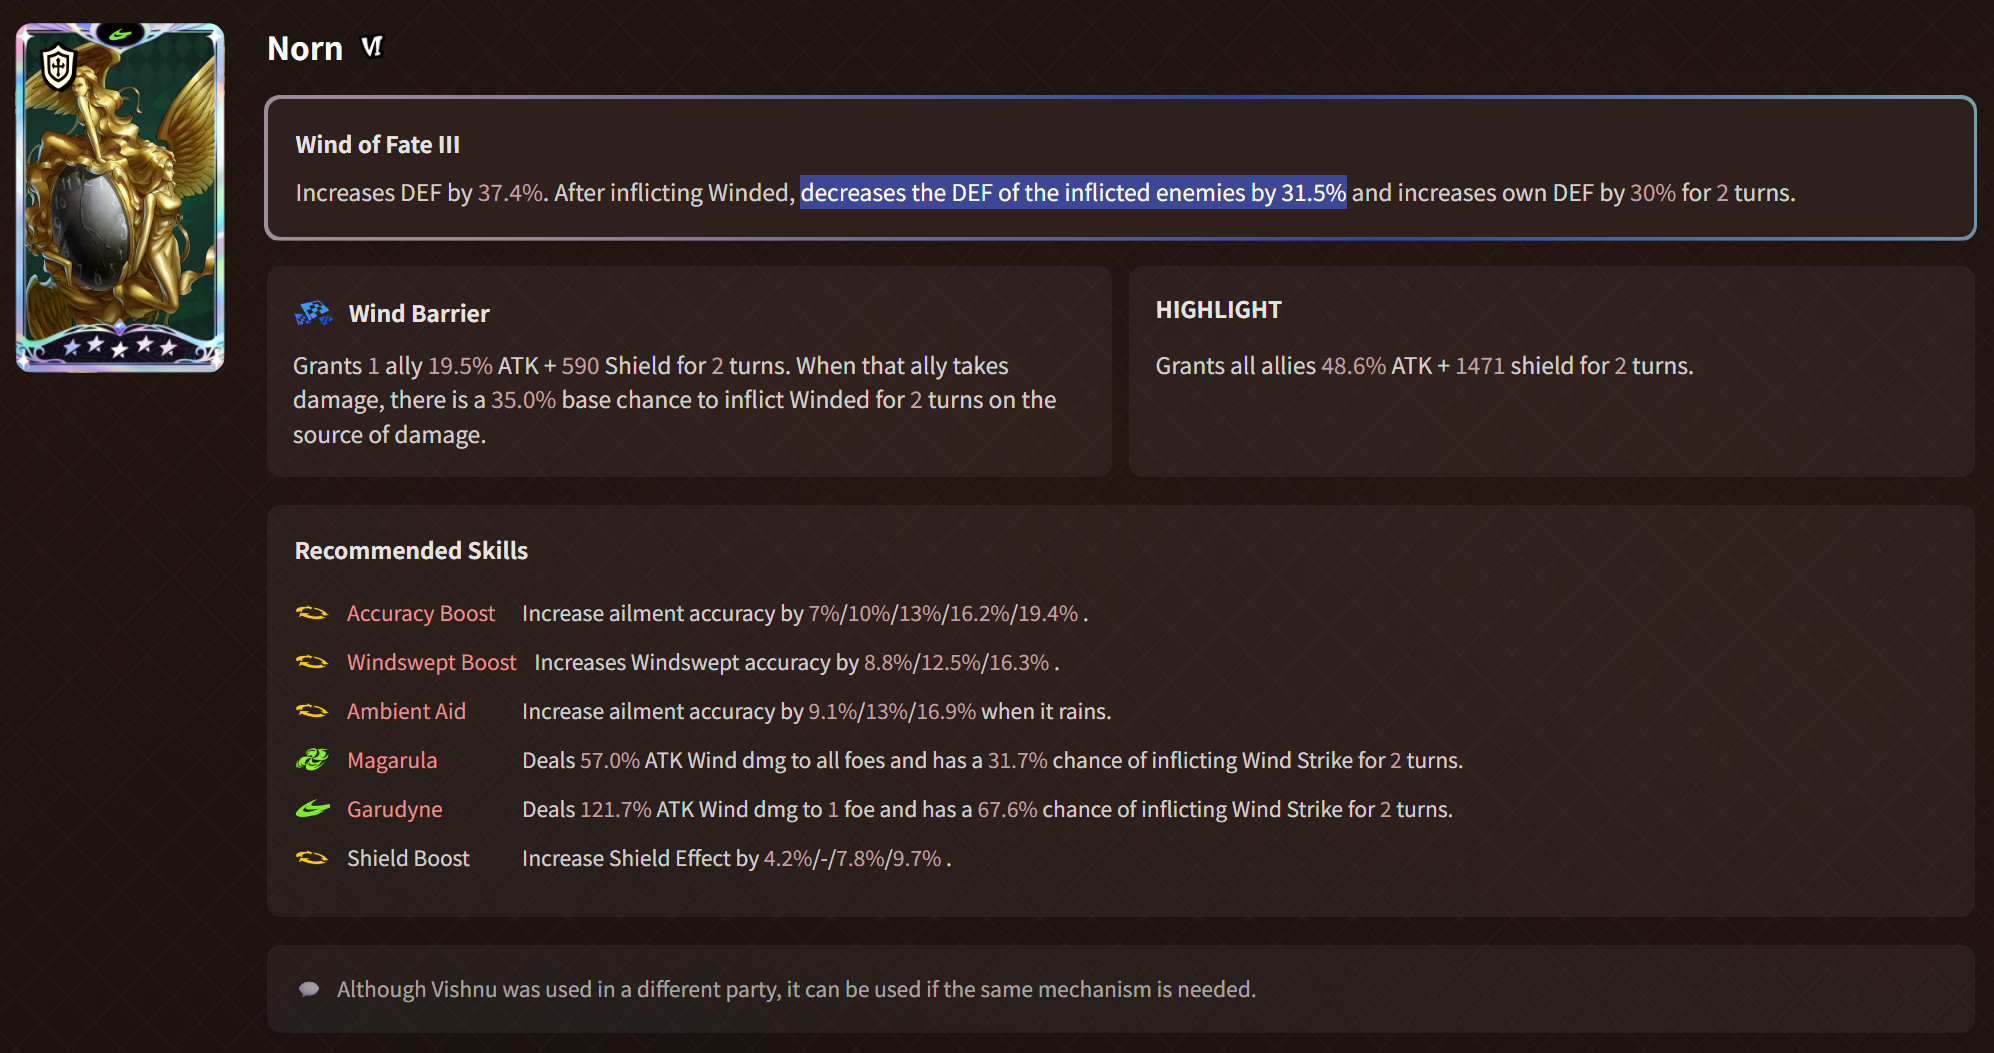 Norn VI
Wind of Fate III
Increases DEF by 37.4%. After inflicting Winded, decreases the DEF of the inflicted enemies by 31.5% and increases own DEF by 30% for 2 turns.
Wind Barrier
Grants 1 ally 19.5% ATK + 590 Shield for 2 turns. When that ally takes
damage, there is a 35.0% base chance to inflict Winded for 2 turns on the
source of damage.
HIGHLIGHT
Grants all allies 48.6% ATK + 1471 shield for 2 turns.
Recommended Skills
Accuracy Boost Increase ailment accuracy by 7%/10%/13%/16.2%/19.4% .
Windswept Boost Increases Windswept accuracy by 8.8%/12.5%/16.3% .
Ambient Aid Increase ailment accuracy by 9.1%/13%/16.9% when it rains.
Magarula Deals 57.0% ATK Wind dmg to all foes and has a 31.7% chance of inflicting Wind Strike for 2 turns.
Garudyne Deals 121.7% ATK Wind dmg to 1 foe and has a 67.6% chance of inflicting Wind Strike for 2 turns.
Shield Boost Increase Shield Effect by 4.2%/-/7.8%/9.7% .
Although Vishnu was used in a different party, it can be used if the same mechanism is needed.